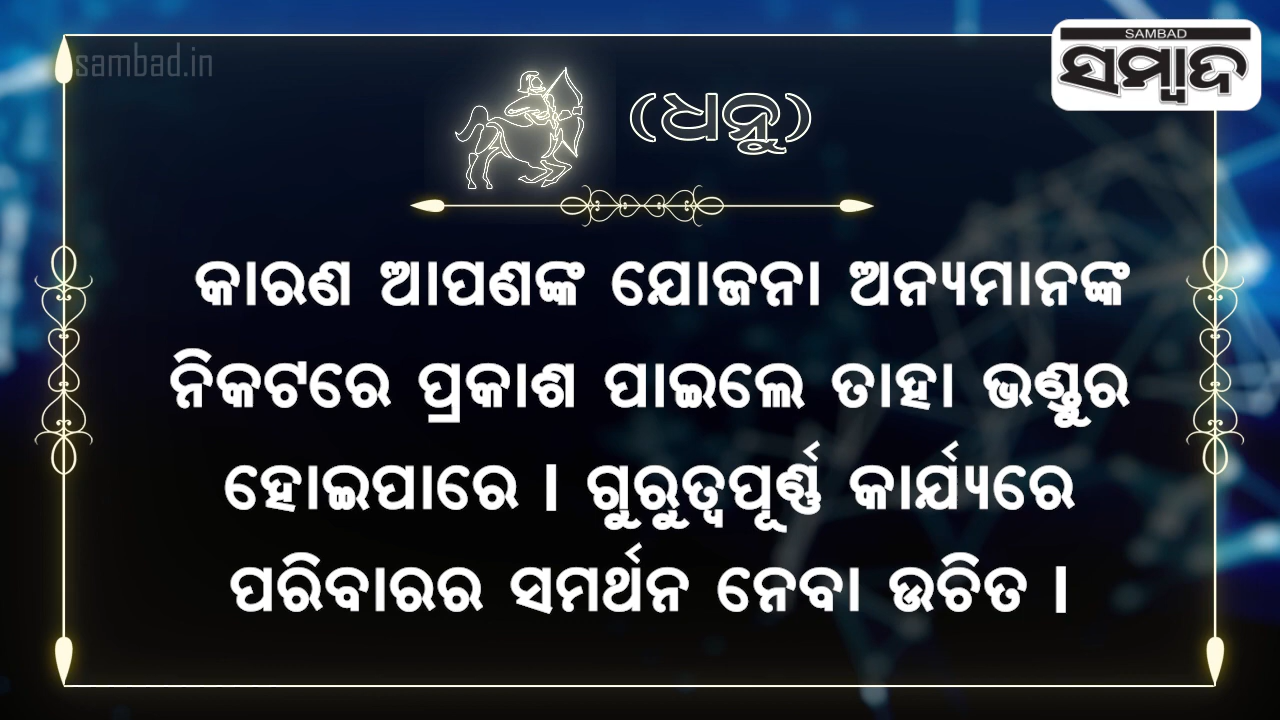 sambad.in
SAMBAD
ସମ୍ବାଦ
(ଧନୁ)
କାରଣ ଆପଣଙ୍କ ଯୋଜନା ଅନ୍ୟମାନଙ୍କ
ନିକଟରେ ପ୍ରକାଶ ପାଇଲେ ତାହା ଭଣ୍ଡୁର
ହୋଇପାରେ । ଗୁରୁତ୍ୱପୂର୍ଣ୍ଣ କାର୍ଯ୍ୟରେ
ପରିବାରର ସମର୍ଥନ ନେବା ଉଚିତ ।